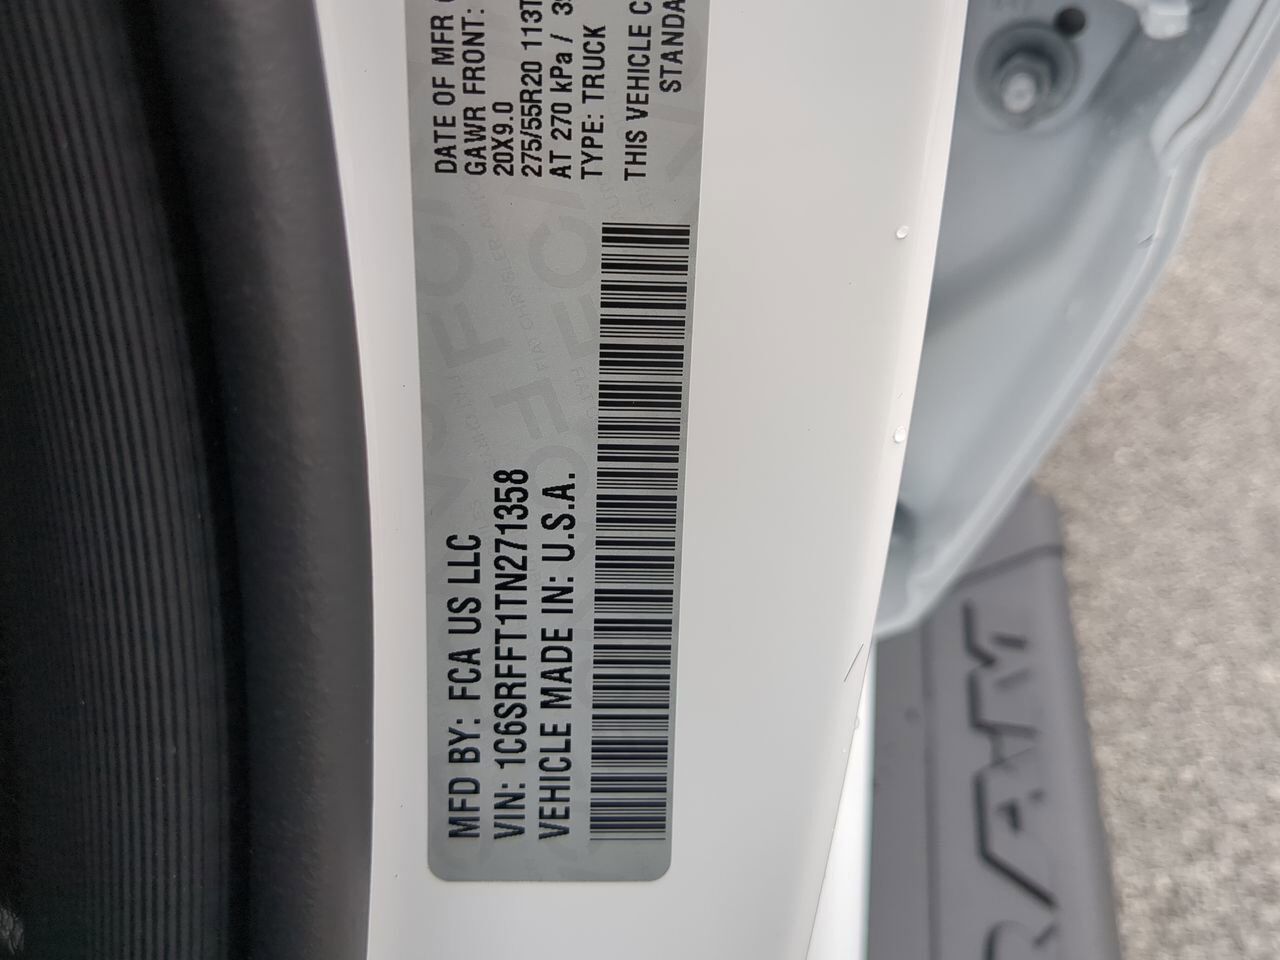 MFD BY: FCA US LLC
VIN: 1C6SRFFT1TN271358
VEHICLE MADE IN: U.S.A.
DATE OF MFR
GAWR FRONT:
20X9.0
275/55R20 113T
AT 270 kPa /
TYPE: TRUCK
THIS VEHICLE
STANDA
RAM